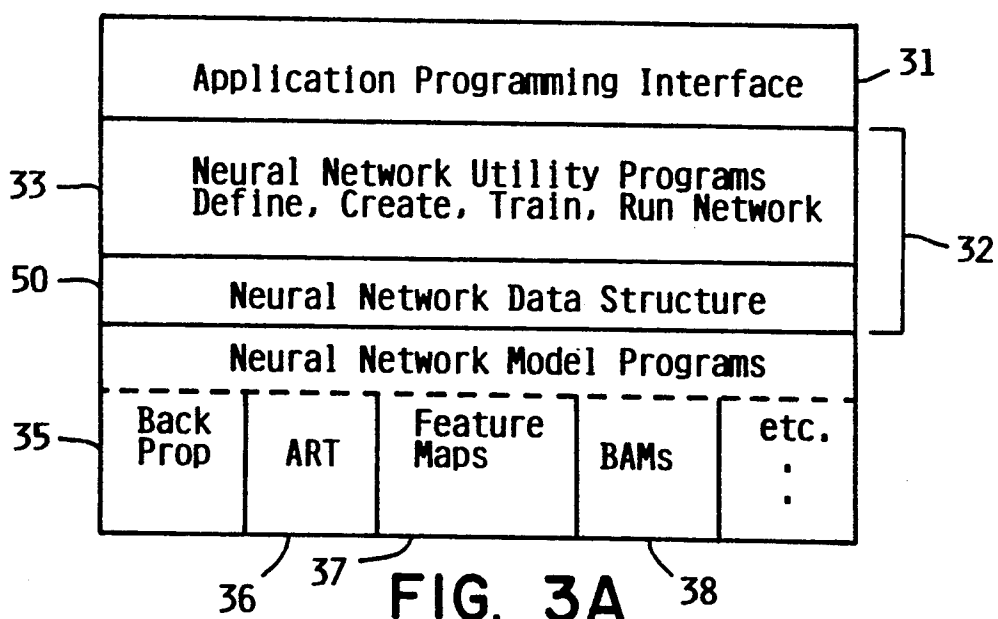 Application Programming Interface
31
33
Neural Network Utility Programs
Define, Create, Train, Run Network
32
50
Neural Network Data Structure
Neural Network Model Programs
35
Back
Prop
ART
Feature
Maps
BAMs
etc.
.
.
36
37
38
FIG. 3A